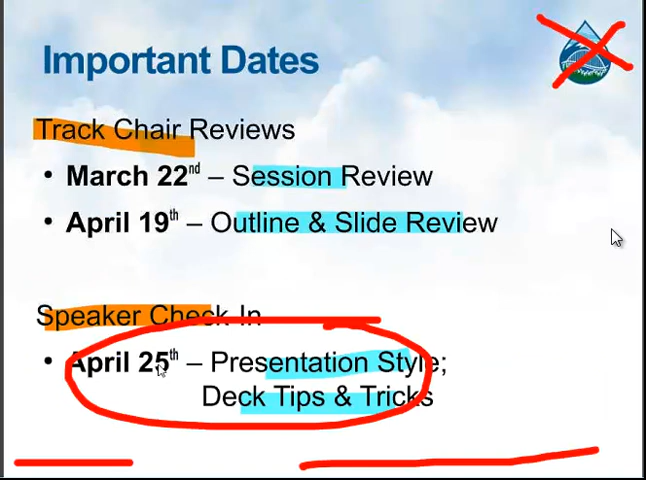 Important Dates
Track Chair Reviews
• March 22nd – Session Review
• April 19th – Outline & Slide Review
Speaker Check-In
• April 25th – Presentation Style;
Deck Tips & Tricks